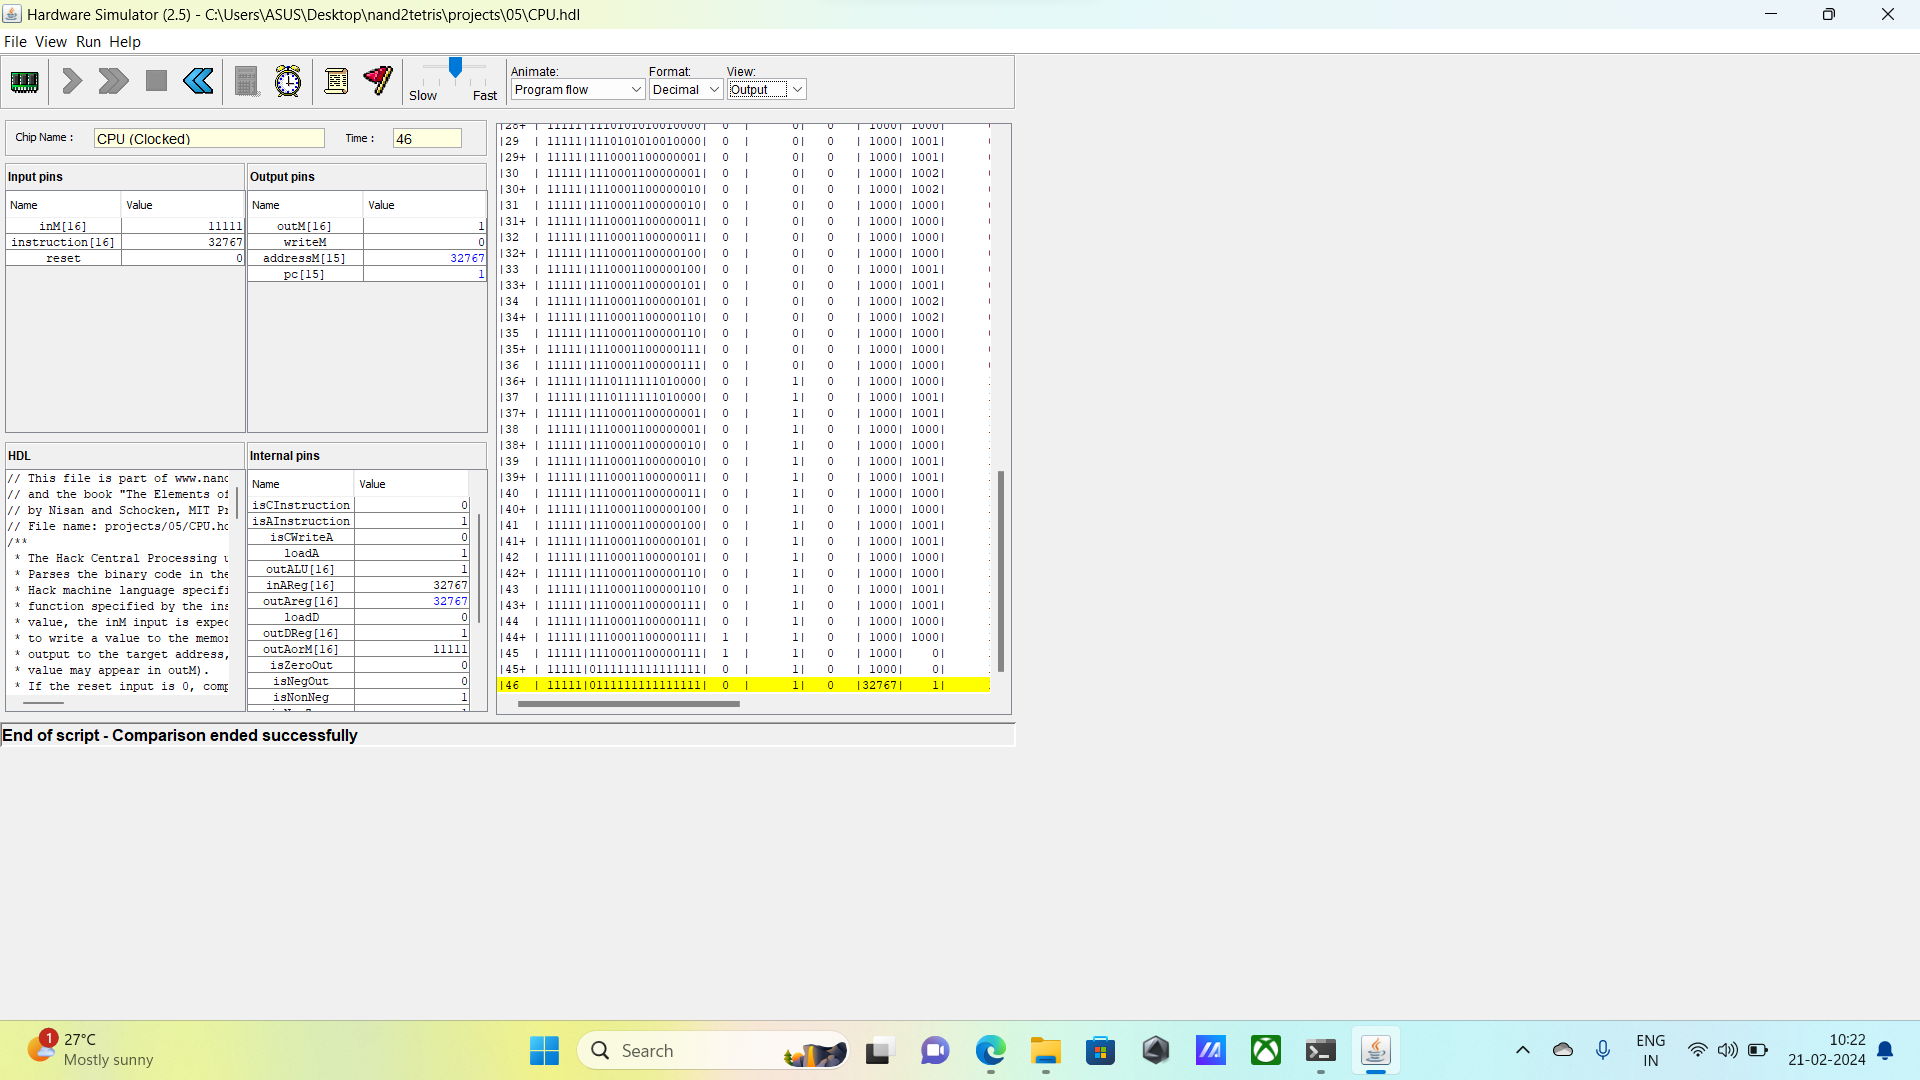 Hardware Simulator (2.5) - C:\Users\ASUS\Desktop\nand2tetris\projects\05\CPU.hdl
File View Run Help
Slow Fast
Animate: Format: View:
Program flow Decimal Output
Chip Name : CPU (Clocked) Time : 46
Input pins
Name Value
inM[16] 11111
instruction[16] 32767
reset 0
Output pins
Name Value
outM[16] 1
writeM 0
addressM[15] 32767
pc[15] 1
HDL
// This file is part of www.nand
// and the book "The Elements of
// by Nisan and Schocken, MIT Pr
// File name: projects/05/CPU.hd
/**
* The Hack Central Processing u
* Parses the binary code in the
* Hack machine language specifi
* function specified by the ins
* value, the inM input is expec
* to write a value to the memor
* output to the target address,
* value may appear in outM).
* If the reset input is 0, comp
Internal pins
Name Value
isCInstruction 0
isAInstruction 1
isCWriteA 0
loadA 1
outALU[16] 1
inAReg[16] 32767
outAreg[16] 32767
loadD 0
outDReg[16] 1
outAorM[16] 11111
isZeroOut 0
isNegOut 0
isNonNeg 1
|28+ | 11111|1110101010010000| 0 | 0| 0 | 1000| 1000|
|29 | 11111|1110101010010000| 0 | 0| 0 | 1000| 1001|
|29+ | 11111|1110001100000001| 0 | 0| 0 | 1000| 1001|
|30 | 11111|1110001100000001| 0 | 0| 0 | 1000| 1002|
|30+ | 11111|1110001100000010| 0 | 0| 0 | 1000| 1002|
|31 | 11111|1110001100000010| 0 | 0| 0 | 1000| 1000|
|31+ | 11111|1110001100000011| 0 | 0| 0 | 1000| 1000|
|32 | 11111|1110001100000011| 0 | 0| 0 | 1000| 1000|
|32+ | 11111|1110001100000100| 0 | 0| 0 | 1000| 1000|
|33 | 11111|1110001100000100| 0 | 0| 0 | 1000| 1001|
|33+ | 11111|1110001100000101| 0 | 0| 0 | 1000| 1001|
|34 | 11111|1110001100000101| 0 | 0| 0 | 1000| 1002|
|34+ | 11111|1110001100000110| 0 | 0| 0 | 1000| 1002|
|35 | 11111|1110001100000110| 0 | 0| 0 | 1000| 1000|
|35+ | 11111|1110001100000111| 0 | 0| 0 | 1000| 1000|
|36 | 11111|1110001100000111| 0 | 0| 0 | 1000| 1000|
|36+ | 11111|1110111111010000| 0 | 1| 0 | 1000| 1000|
|37 | 11111|1110111111010000| 0 | 1| 0 | 1000| 1001|
|37+ | 11111|1110001100000001| 0 | 1| 0 | 1000| 1001|
|38 | 11111|1110001100000001| 0 | 1| 0 | 1000| 1000|
|38+ | 11111|1110001100000010| 0 | 1| 0 | 1000| 1000|
|39 | 11111|1110001100000010| 0 | 1| 0 | 1000| 1001|
|39+ | 11111|1110001100000011| 0 | 1| 0 | 1000| 1001|
|40 | 11111|1110001100000011| 0 | 1| 0 | 1000| 1000|
|40+ | 11111|1110001100000100| 0 | 1| 0 | 1000| 1000|
|41 | 11111|1110001100000100| 0 | 1| 0 | 1000| 1001|
|41+ | 11111|1110001100000101| 0 | 1| 0 | 1000| 1001|
|42 | 11111|1110001100000101| 0 | 1| 0 | 1000| 1000|
|42+ | 11111|1110001100000110| 0 | 1| 0 | 1000| 1000|
|43 | 11111|1110001100000110| 0 | 1| 0 | 1000| 1001|
|43+ | 11111|1110001100000111| 0 | 1| 0 | 1000| 1001|
|44 | 11111|1110001100000111| 0 | 1| 0 | 1000| 1000|
|44+ | 11111|1110001100000111| 1 | 1| 0 | 1000| 1000|
|45 | 11111|1110001100000111| 1 | 1| 0 | 1000| 0|
|45+ | 11111|0111111111111111| 0 | 1| 0 | 1000| 0|
|46 | 11111|0111111111111111| 0 | 1| 0 |32767| 1|
End of script - Comparison ended successfully
1
27°C
Mostly sunny
Search
ENG
IN
10:22
21-02-2024